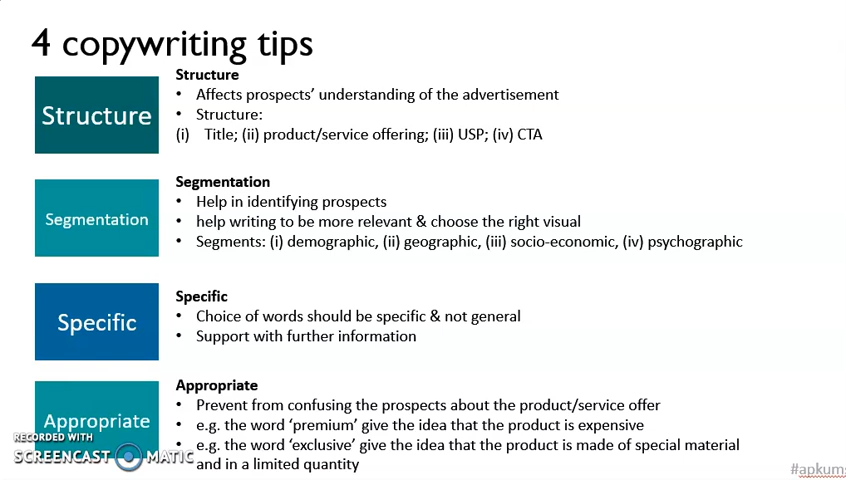 4 copywriting tips
Structure
Structure
• Affects prospects’ understanding of the advertisement
• Structure:
(i) Title; (ii) product/service offering; (iii) USP; (iv) CTA
Segmentation
Segmentation
• Help in identifying prospects
• help writing to be more relevant & choose the right visual
• Segments: (i) demographic, (ii) geographic, (iii) socio-economic, (iv) psychographic
Specific
Specific
• Choice of words should be specific & not general
• Support with further information
Appropriate
Appropriate
• Prevent from confusing the prospects about the product/service offer
• e.g. the word ‘premium’ give the idea that the product is expensive
• e.g. the word ‘exclusive’ give the idea that the product is made of special material
and in a limited quantity
RECORDED WITH
SCREENCAST MATIC
#apkums